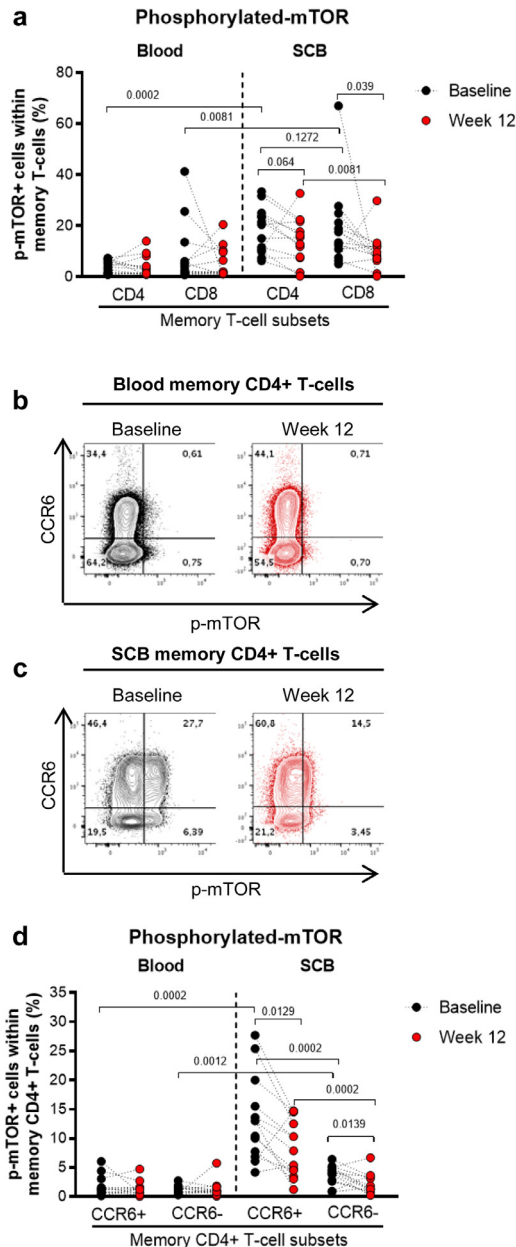 a
Phosphorylated-mTOR
Blood SCB
p-mTOR+ cells within
memory T-cells (%)
80
60
40
20
0
0.0002
0.0081
0.1272
0.064
0.039
0.0081
Baseline
Week 12
CD4 CD8 CD4 CD8
Memory T-cell subsets
b
Blood memory CD4+ T-cells
Baseline Week 12
CCR6
34,4 0,61
64,2 0,75
44,1 0,71
54,5 0,70
p-mTOR
c
SCB memory CD4+ T-cells
Baseline Week 12
CCR6
46,4 27,7
19,5 6,39
60,8 14,5
21,2 3,45
p-mTOR
d
Phosphorylated-mTOR
Blood SCB
p-mTOR+ cells within
memory CD4+ T-cells (%)
35
30
25
20
15
10
5
0
0.0002
0.0129
0.0002
0.0012
0.0002
0.0139
Baseline
Week 12
CCR6+ CCR6- CCR6+ CCR6-
Memory CD4+ T-cell subsets